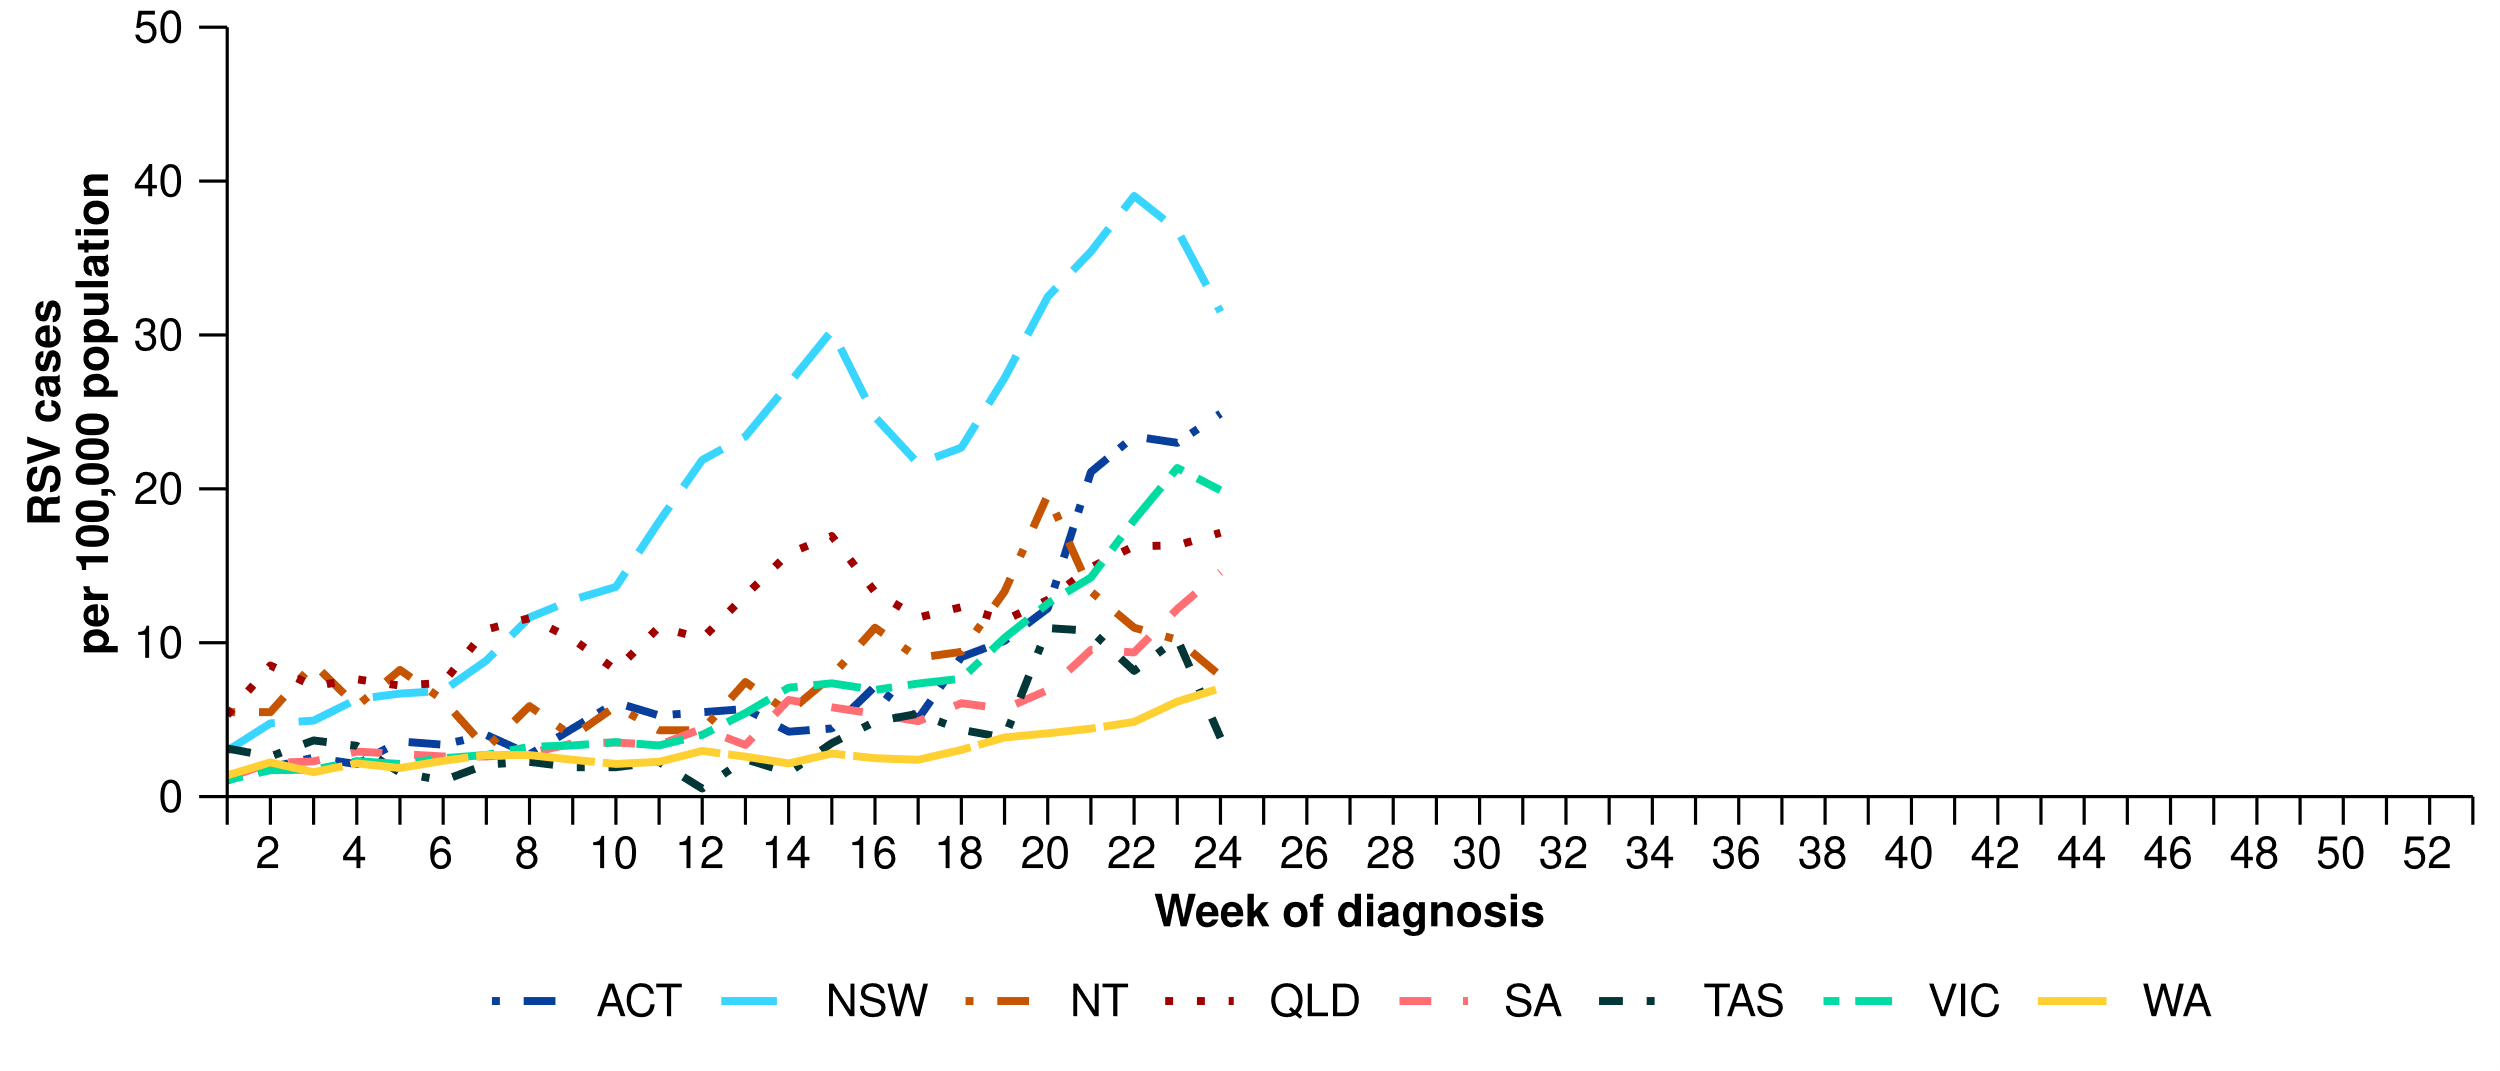 50
40
30
20
10
0
RSV cases
per 100,000 population
2 4 6 8 10 12 14 16 18 20 22 24 26 28 30 32 34 36 38 40 42 44 46 48 50 52
Week of diagnosis
ACT NSW NT QLD SA TAS VIC WA